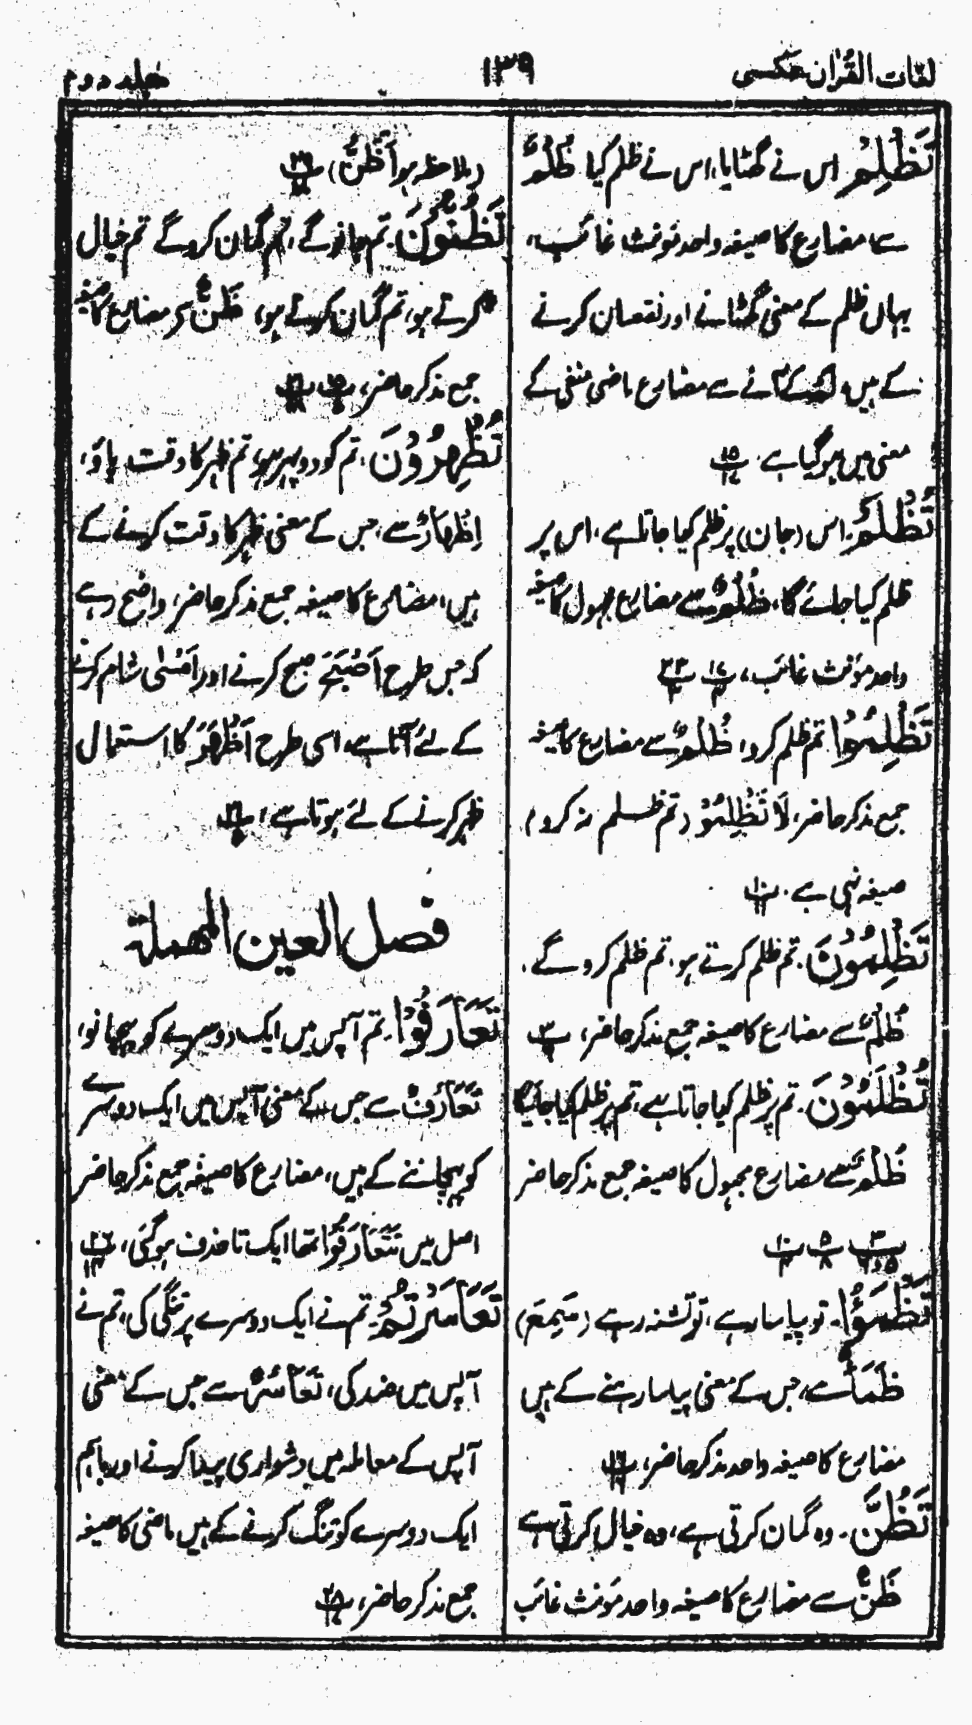 لغات القرآن عکسی
۱۳۹
جلد دوم
تَظْلِمْ اس نے گھٹایا، اس نے ظلم کیا ظُلْمٌ
سے، مضارع کا صیغہ واحد مؤنث غائب،
یہاں ظلم کے معنی گھٹانے اور نقصان کرنے
کے ہیں، لم کے آنے سے مضارع ماضی منفی کے
معنی میں ہو گیا ہے۔ ۱۵
تُظْلَمُ۔ اس (جان) پر ظلم کیا جاتا ہے، اس پر
ظلم کیا جائے گا، ظُلْمٌ سے مضارع مجہول کا صیغہ
واحد مؤنث غائب،
تَظْلِمُوا تم ظلم کرو، ظُلْمٌ سے مضارع کا صیغہ
جمع مذکر حاضر، لَا تَظْلِمُوْا (تم ظلم نہ کرو)
صیغہ نہی ہے۔ ۱۰
تَظْلِمُوْنَ۔ تم ظلم کرتے ہو، تم ظلم کرو گے۔
ظُلْمٌ سے مضارع کا صیغہ جمع مذکر حاضر، ۳
تُظْلَمُوْنَ۔ تم پر ظلم کیا جاتا ہے، تم پر ظلم کیا جائیگا
ظُلْمٌ سے مضارع مجہول کا صیغہ جمع مذکر حاضر
تَظْمَؤُا۔ تو پیاسا رہے، تو تشنہ رہے (سَمِعَ)
ظَمَأٌ سے، جس کے معنی پیاسا رہنے کے ہیں
مضارع کا صیغہ واحد مذکر حاضر، ۱۶
تَظُنُّ۔ وہ گمان کرتی ہے، وہ خیال کرتی ہے
ظَنٌّ سے مضارع کا صیغہ واحد مؤنث غائب
(ملاحظہ ہو أَظُنُّ)، ۲۹
تَظُنُّوْنَ۔ تم جانو گے، تم گمان کرو گے تم خیال
کرتے ہو، تم گمان کرتے ہو، ظَنٌّ سے مضارع کا صیغہ
جمع مذکر حاضر، ۱۵ ۲۱
تُظْهِرُوْنَ، تم کو دوپہر ہو، تم ظہر کا وقت پاؤ،
اِظْهَارٌ سے، جس کے معنی ظہر کا وقت کرنے کے
ہیں، مضارع کا صیغہ جمع مذکر حاضر، واضح رہے
کہ جس طرح اَصْبَحَ صبح کرنے اور اَمْسٰی شام کرنے
کے لئے آتا ہے، اسی طرح اَظْهَرَ کا استعمال
ظہر کرنے کے لئے ہوتا ہے، ۲۱
فصل العین المہملۃ
تَعَارَفُوْا۔ تم آپس میں ایک دوسرے کو پہچانو،
تَعَارُفٌ سے جس کے معنی آپس میں ایک دوسرے
کو پہچاننے کے ہیں، مضارع کا صیغہ جمع مذکر حاضر
اصل میں تَتَعَارَفُوْا تھا ایک تا حذف ہو گئی، ۲۶
تَعَاسَرْتُمْ۔ تم نے ایک دوسرے پر تنگی کی، تم نے
آپس میں ضد کی، تَعَاسُرٌ سے جس کے معنی
آپس کے معاملہ میں دشواری پیدا کرنے اور باہم
ایک دوسرے کو تنگ کرنے کے ہیں ماضی کا صیغہ
جمع مذکر حاضر، ۲۸